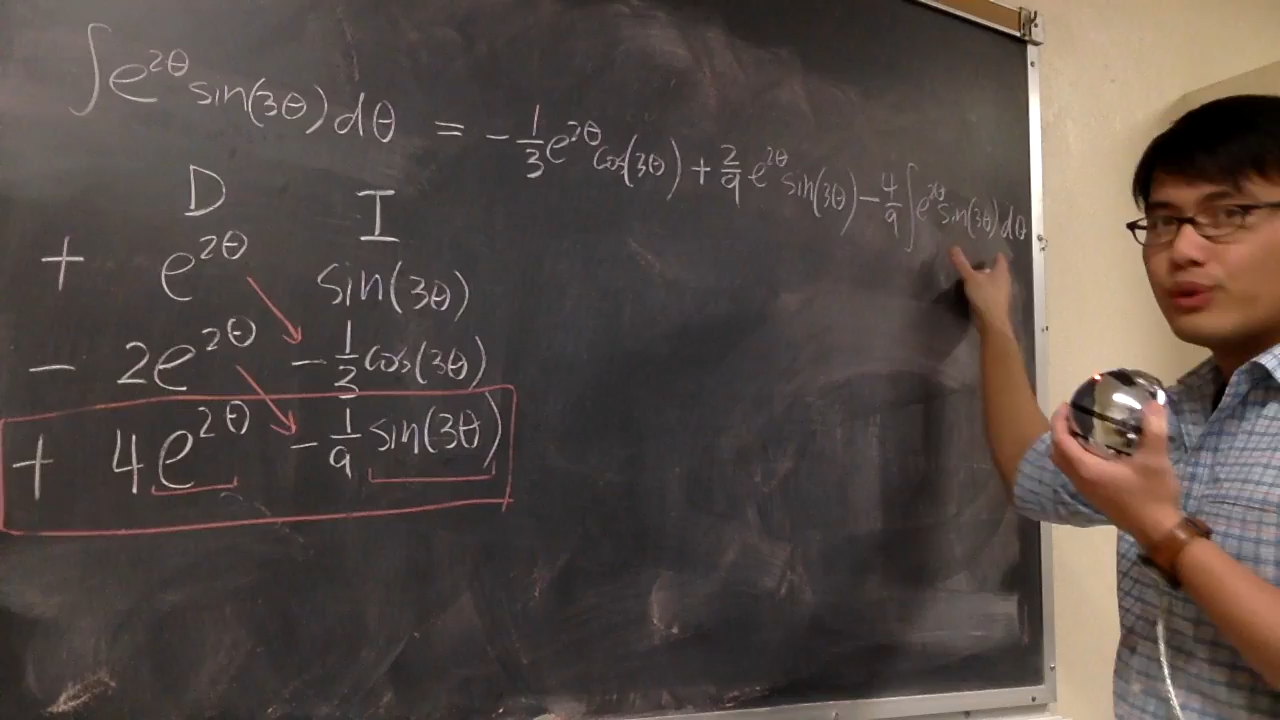 ∫e^{2θ} sin(3θ) dθ = -1/3 e^{2θ} cos(3θ) + 2/9 e^{2θ} sin(3θ) - 4/9 ∫e^{2θ} sin(3θ) dθ
D I
+ e^{2θ} sin(3θ)
- 2e^{2θ} -1/3 cos(3θ)
+ 4e^{2θ} -1/9 sin(3θ)